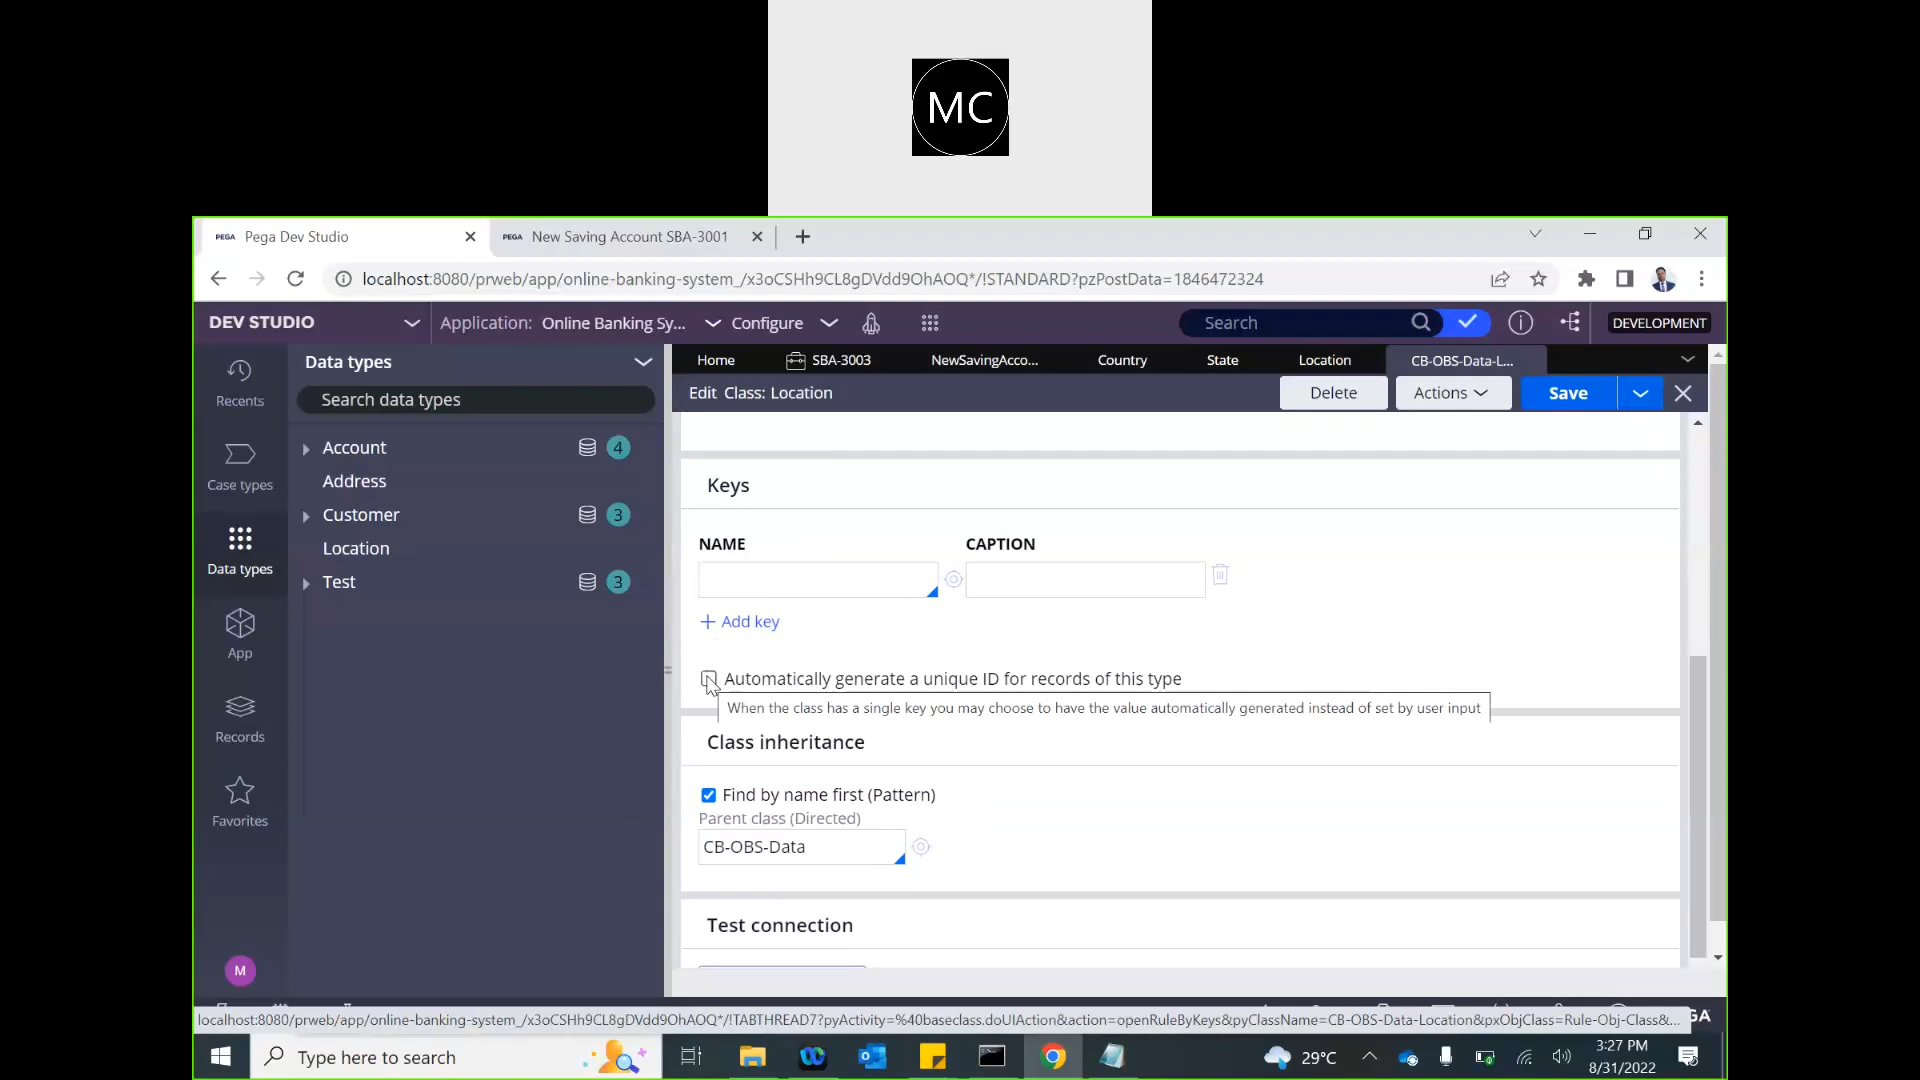 MC
PEGA Pega Dev Studio
PEGA New Saving Account SBA-3001
localhost:8080/prweb/app/online-banking-system_/x3oCSHh9CL8gDVdd9OhAOQ*/!STANDARD?pzPostData=1846472324
DEV STUDIO
Application: Online Banking Sy...
Configure
Search
DEVELOPMENT
Recents
Case types
Data types
App
Records
Favorites
M
Data types
Search data types
Account 4
Address
Customer 3
Location
Test 3
Home
SBA-3003
NewSavingAcco...
Country
State
Location
CB-OBS-Data-L...
Edit Class: Location
Delete
Actions
Save
Keys
NAME
CAPTION
+ Add key
Automatically generate a unique ID for records of this type
When the class has a single key you may choose to have the value automatically generated instead of set by user input
Class inheritance
Find by name first (Pattern)
Parent class (Directed)
CB-OBS-Data
Test connection
localhost:8080/prweb/app/online-banking-system_/x3oCSHh9CL8gDVdd9OhAOQ*/!TABTHREAD7?pyActivity=%40baseclass.doUIAction&action=openRuleByKeys&pyClassName=CB-OBS-Data-Location&pxObjClass=Rule-Obj-Class&...
Type here to search
29°C
3:27 PM
8/31/2022